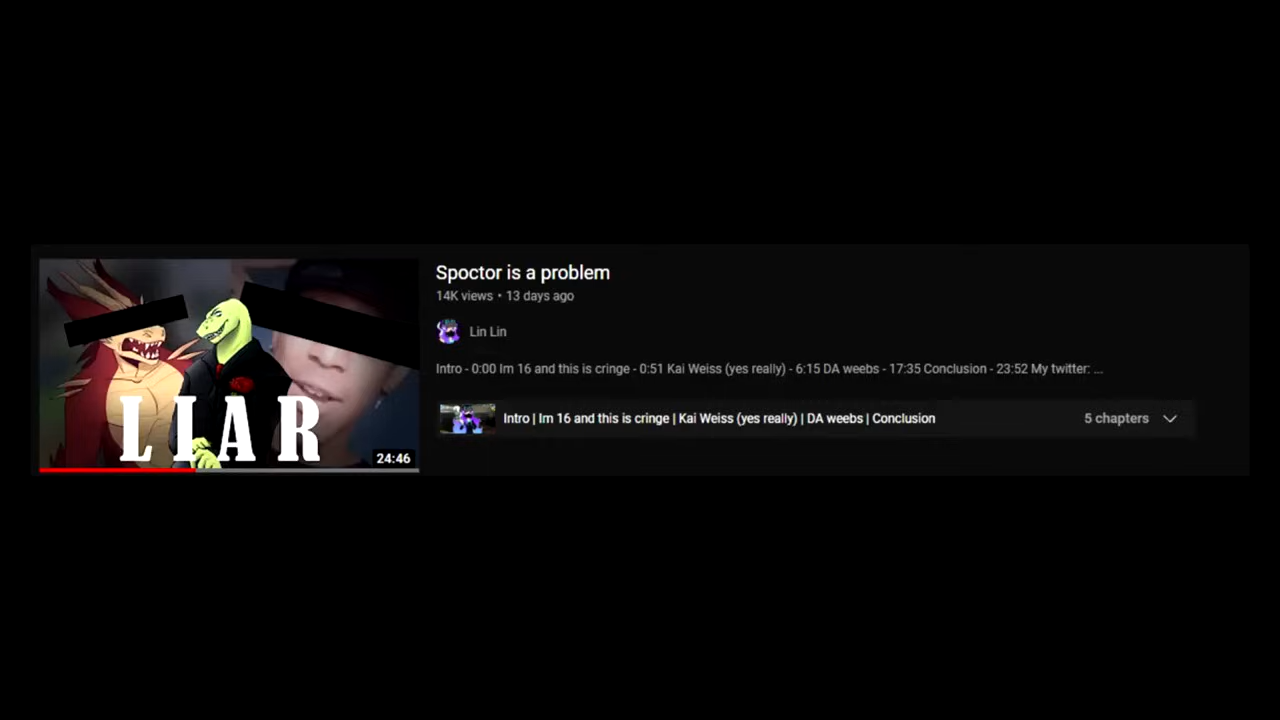 Spoctor is a problem
14K views • 13 days ago
Lin Lin
Intro - 0:00 Im 16 and this is cringe - 0:51 Kai Weiss (yes really) - 6:15 DA weebs - 17:35 Conclusion - 23:52 My twitter: ...
Intro | Im 16 and this is cringe | Kai Weiss (yes really) | DA weebs | Conclusion
5 chapters
LIAR
24:46